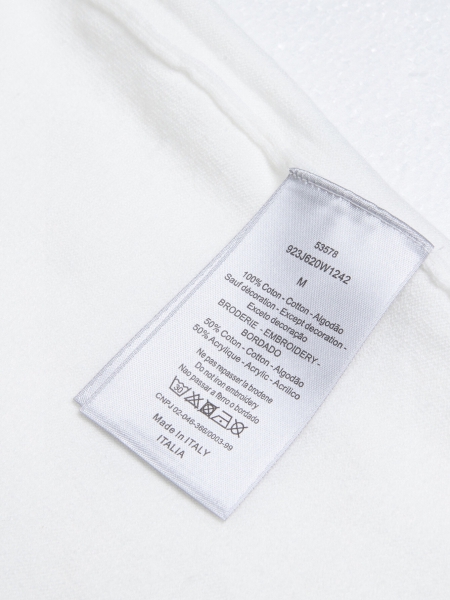 53578
923J620W1242
M
100% Coton - Cotton - Algodão
Sauf décoration - Except decoration -
Exceto decoração
BRODERIE - EMBROIDERY -
BORDADO
50% Coton - Cotton - Algodão
50% Acrylique - Acrylic - Acrílico
Ne pas repasser la broderie
Do not iron embroidery
Nao passar a ferro o bordado
CNPJ 02-046-366/0003-99
Made In ITALY
ITALIA